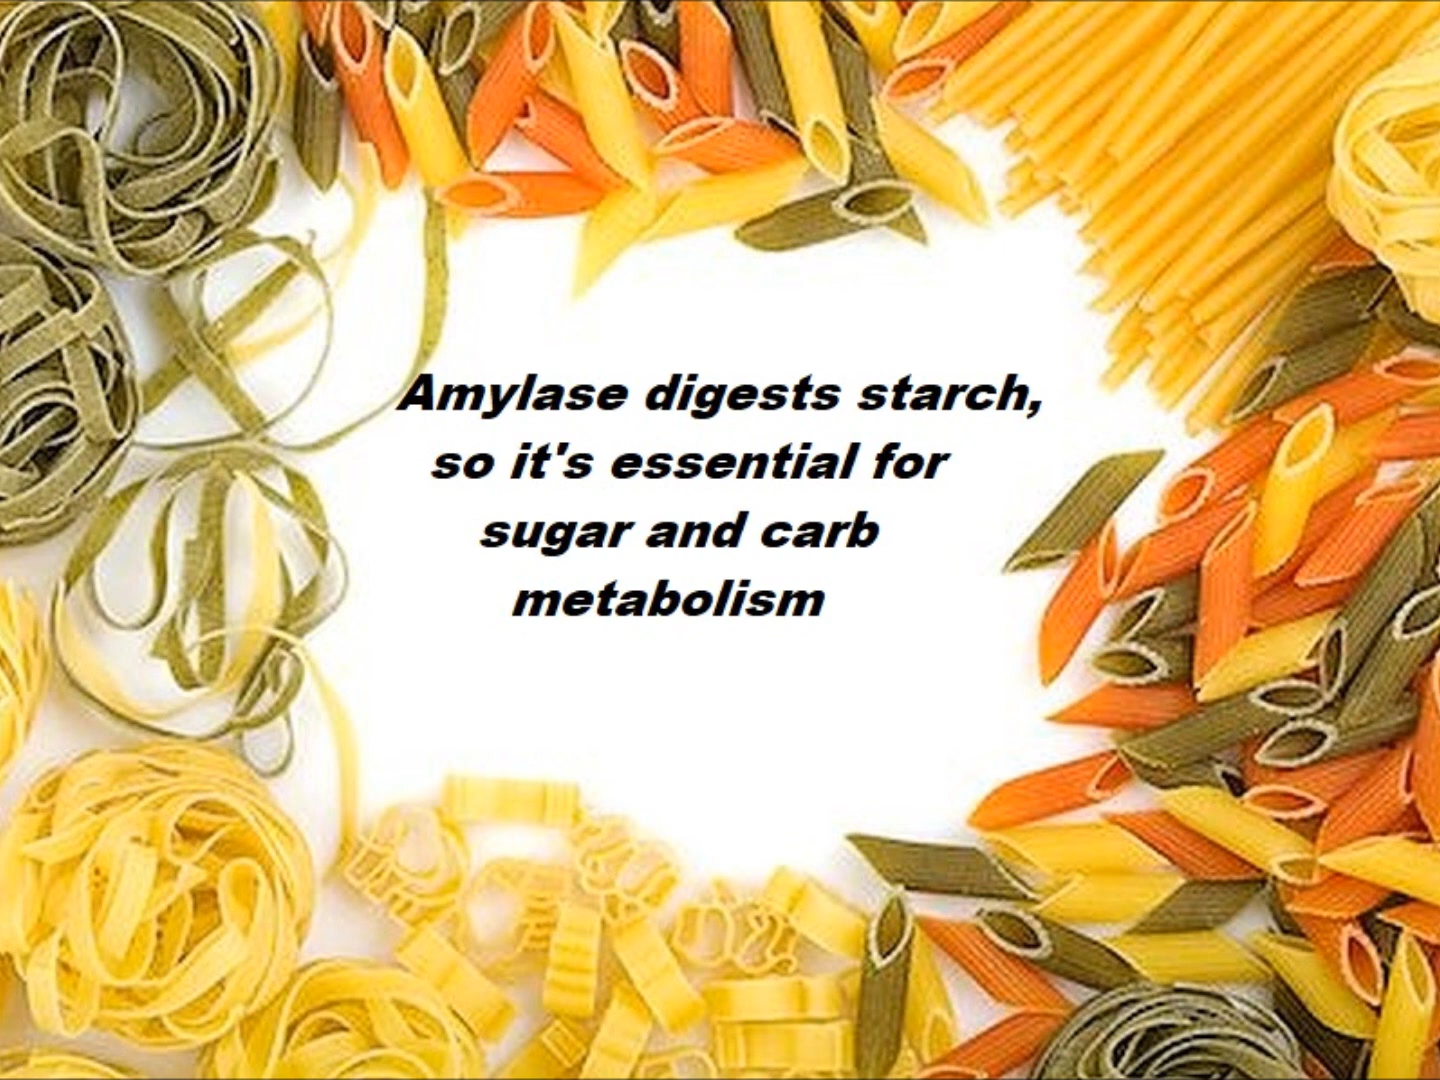 Amylase digests starch,
so it's essential for
sugar and carb
metabolism